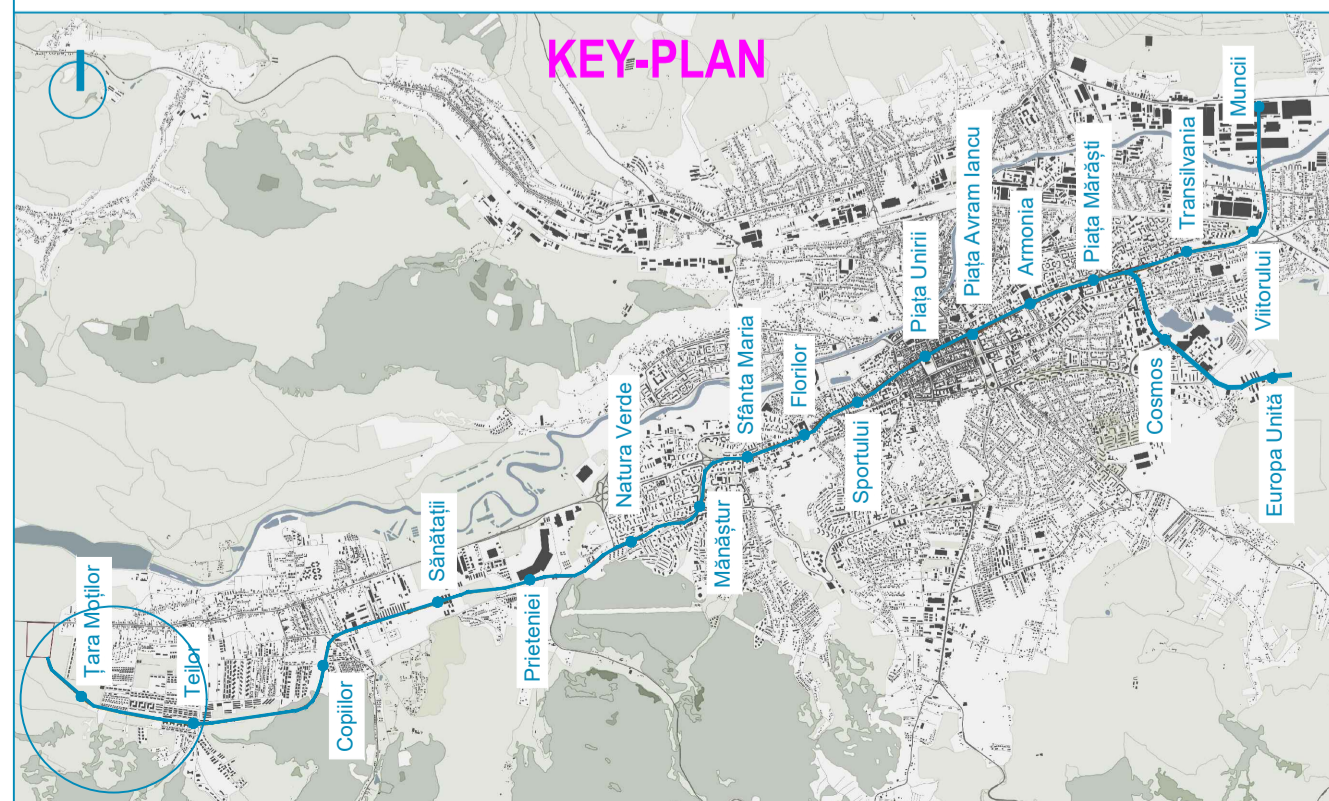 KEY-PLAN
Țara Moților
Teilor
Copiilor
Sănătații
Prieteniei
Natura Verde
Mănăștur
Sfânta Maria
Florilor
Sportului
Piața Unirii
Piața Avram Iancu
Armonia
Piața Mărăști
Transilvania
Muncii
Viitorului
Cosmos
Europa Unită